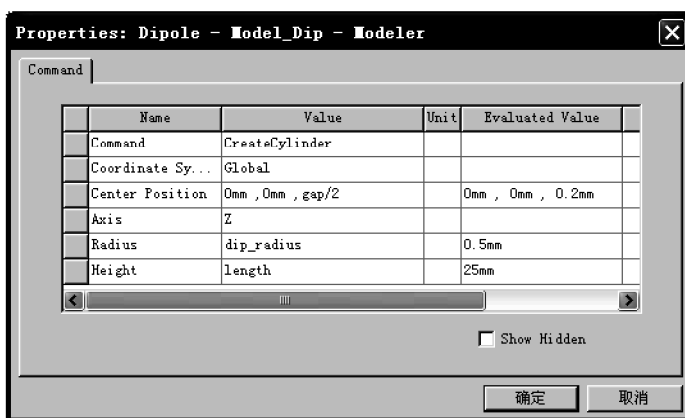 Properties: Dipole - Model_Dip - Modeler
Command
Name Value Unit Evaluated Value
Command CreateCylinder
Coordinate Sy... Global
Center Position 0mm ,0mm ,gap/2 0mm , 0mm , 0.2mm
Axis Z
Radius dip_radius 0.5mm
Height length 25mm
Show Hidden
确定 取消